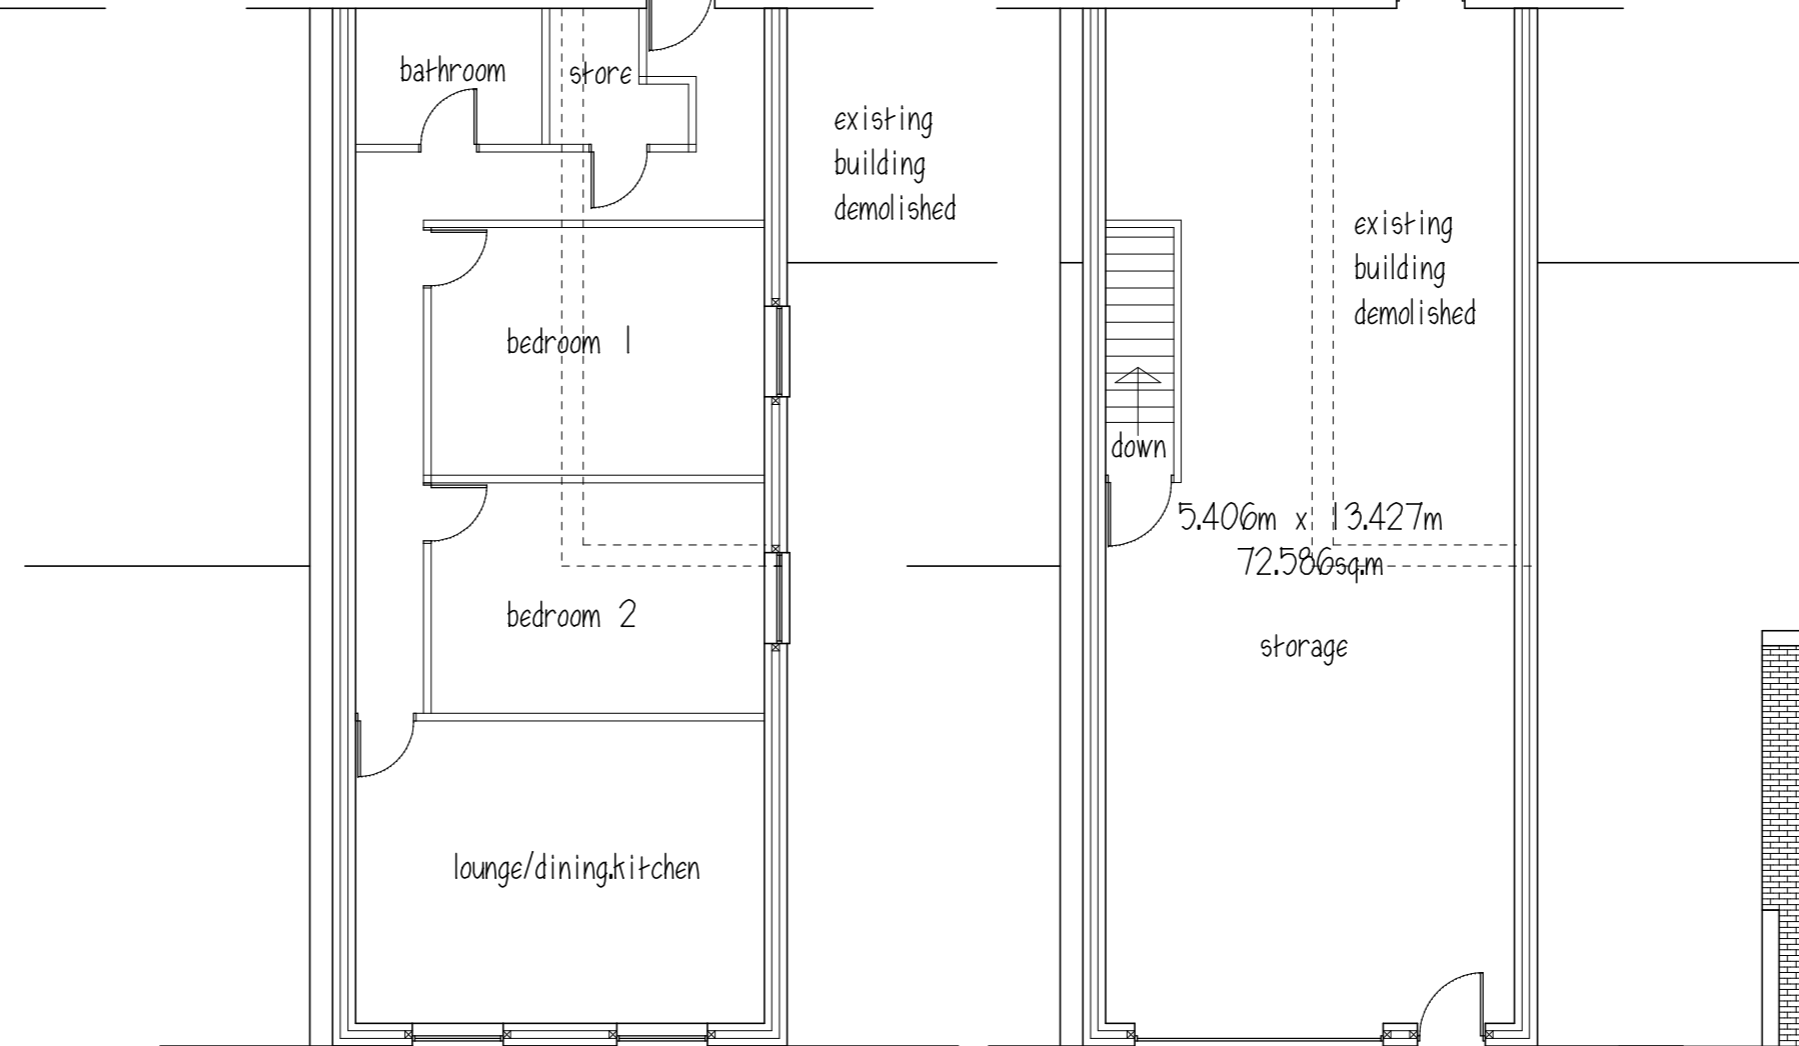 bathroom
store
existing
building
demolished
bedroom 1
bedroom 2
lounge/dining.kitchen
existing
building
demolished
down
5.406m x 13.427m
72.586sq.m
storage